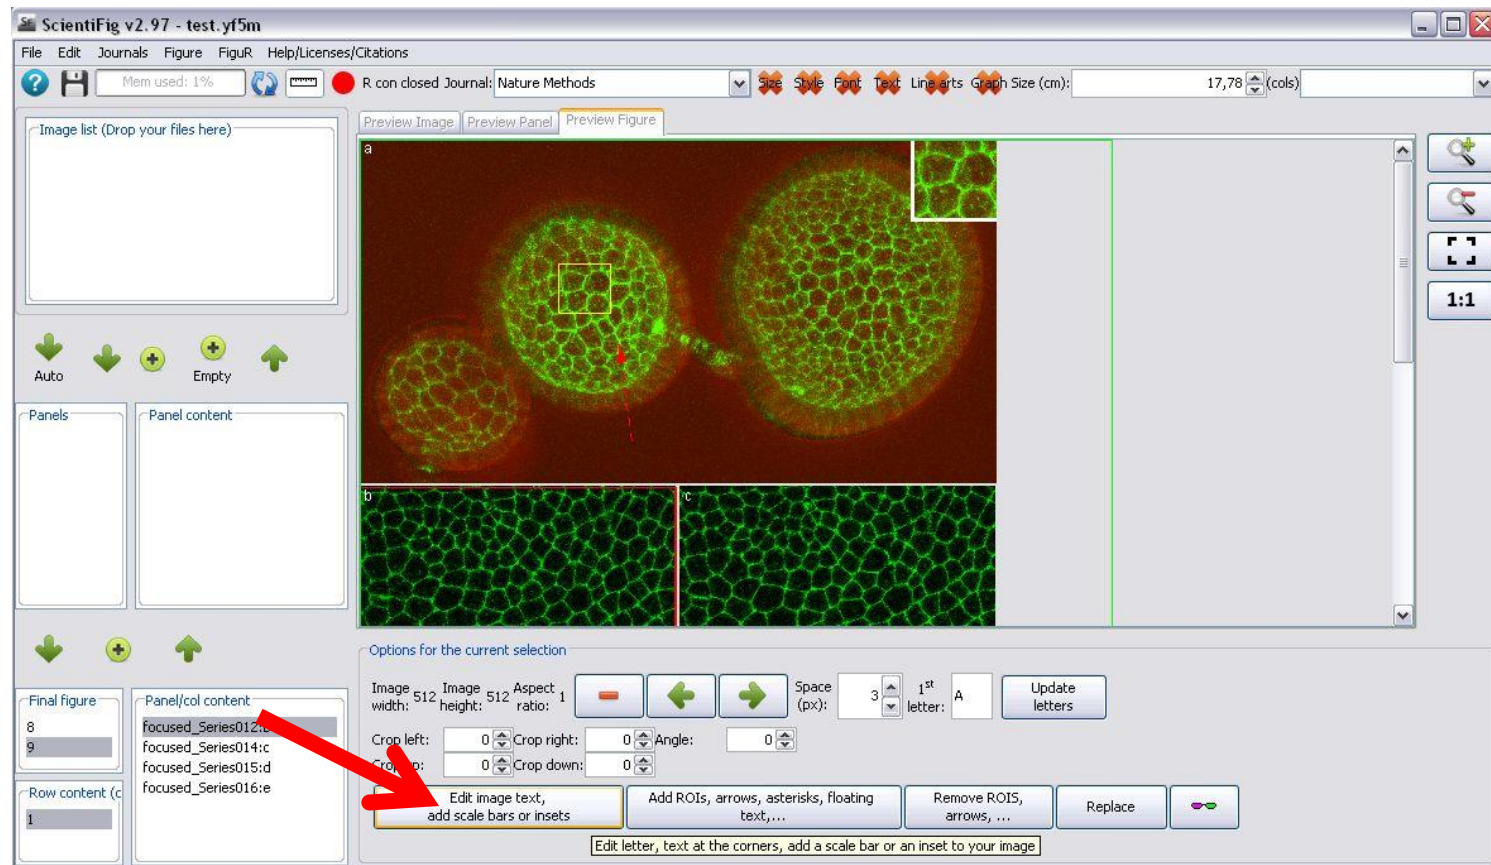 ScientiFig v2.97 - test.yf5m
File Edit Journals Figure FiguR Help/Licenses/Citations
Mem used: 1% R con closed Journal: Nature Methods Size Style Font Text Line arts Graph Size (cm): 17,78 (cols)
Image list (Drop your files here)
Preview Image Preview Panel Preview Figure
a
1:1
Auto Empty
Panels Panel content
b c
Options for the current selection
Image width: 512 Image height: 512 Aspect ratio: 1 Space (px): 3 1st letter: A Update letters
Final figure Panel/col content
8 focused_Series012:b
9 focused_Series014:c
focused_Series015:d
focused_Series016:e
Crop left: 0 Crop right: 0 Angle: 0
0 Crop down: 0
Row content (c
1
Edit image text, add scale bars or insets
Add ROIs, arrows, asterisks, floating text,...
Remove ROIS, arrows, ...
Replace
Edit letter, text at the corners, add a scale bar or an inset to your image